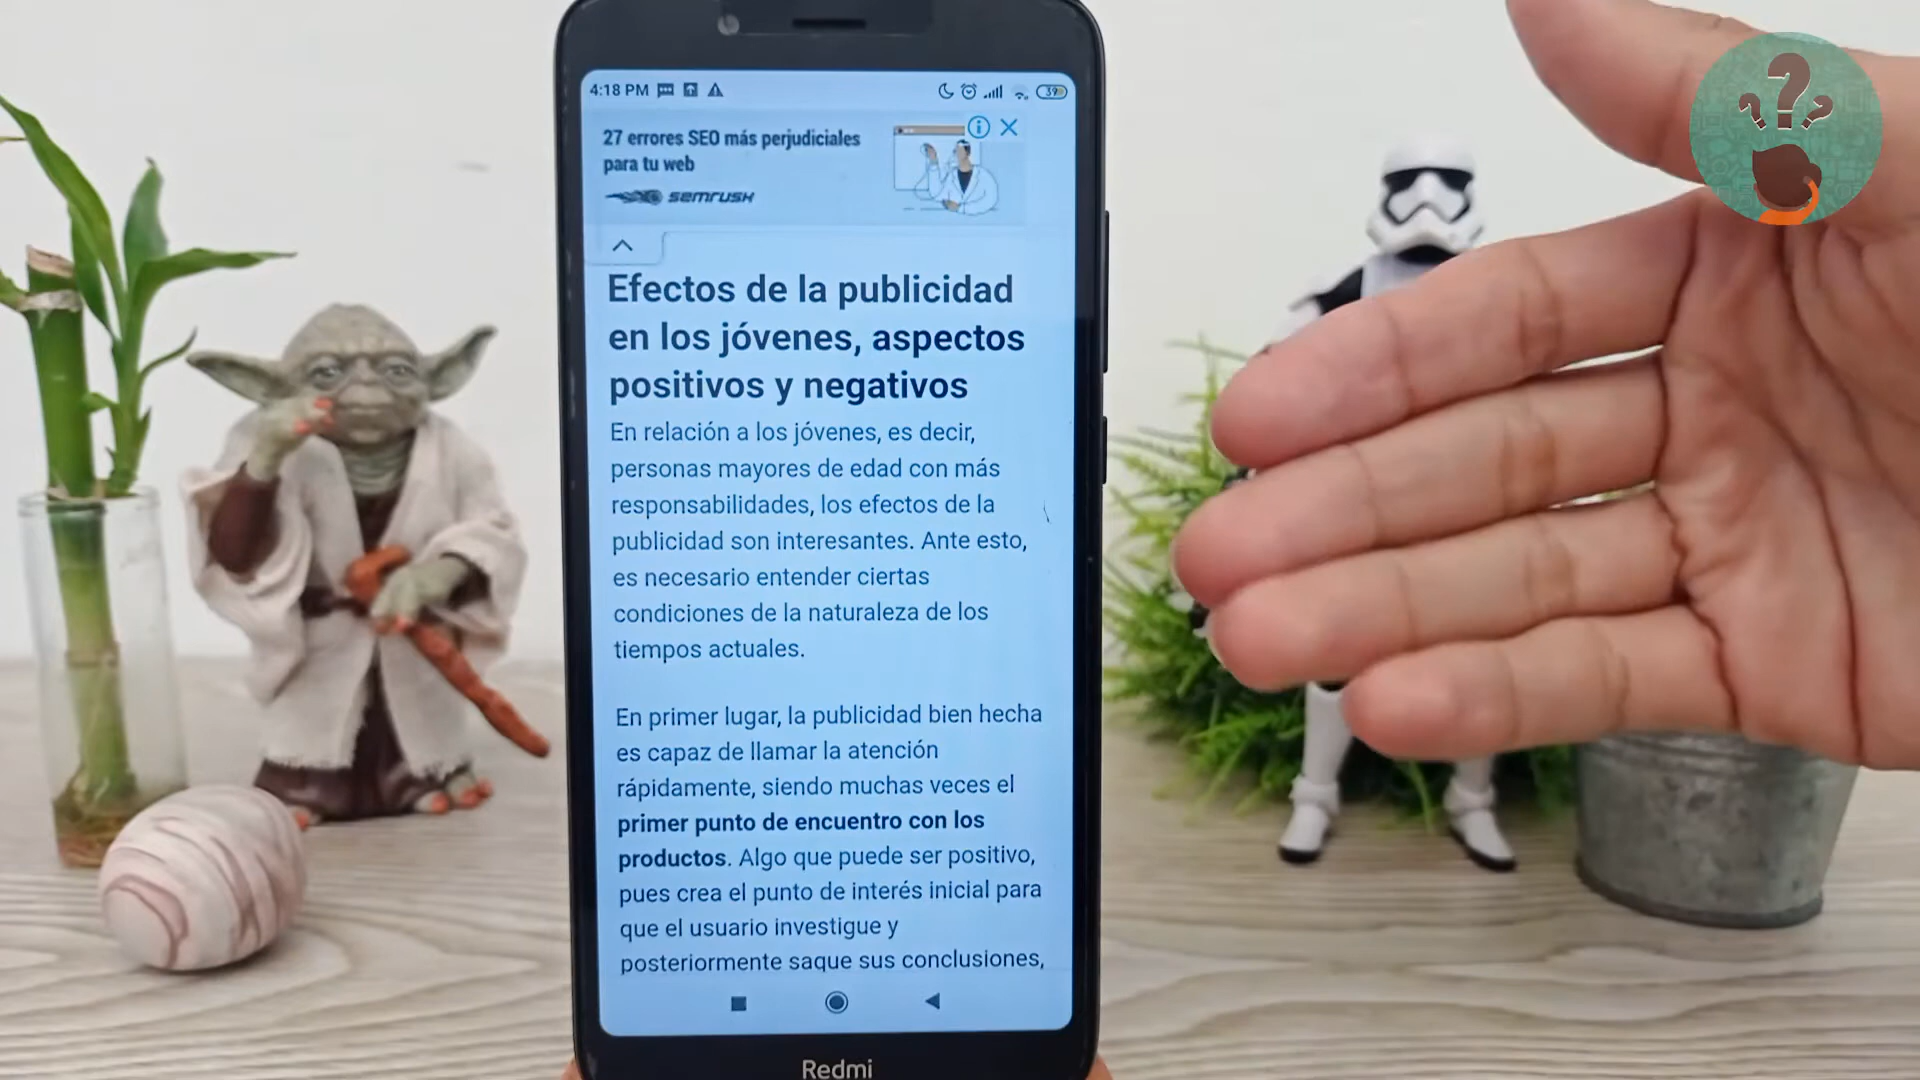 4:18 PM
39
27 errores SEO más perjudiciales
para tu web
semrush
Efectos de la publicidad
en los jóvenes, aspectos
positivos y negativos
En relación a los jóvenes, es decir,
personas mayores de edad con más
responsabilidades, los efectos de la
publicidad son interesantes. Ante esto,
es necesario entender ciertas
condiciones de la naturaleza de los
tiempos actuales.
En primer lugar, la publicidad bien hecha
es capaz de llamar la atención
rápidamente, siendo muchas veces el
primer punto de encuentro con los
productos. Algo que puede ser positivo,
pues crea el punto de interés inicial para
que el usuario investigue y
posteriormente saque sus conclusiones,
Redmi